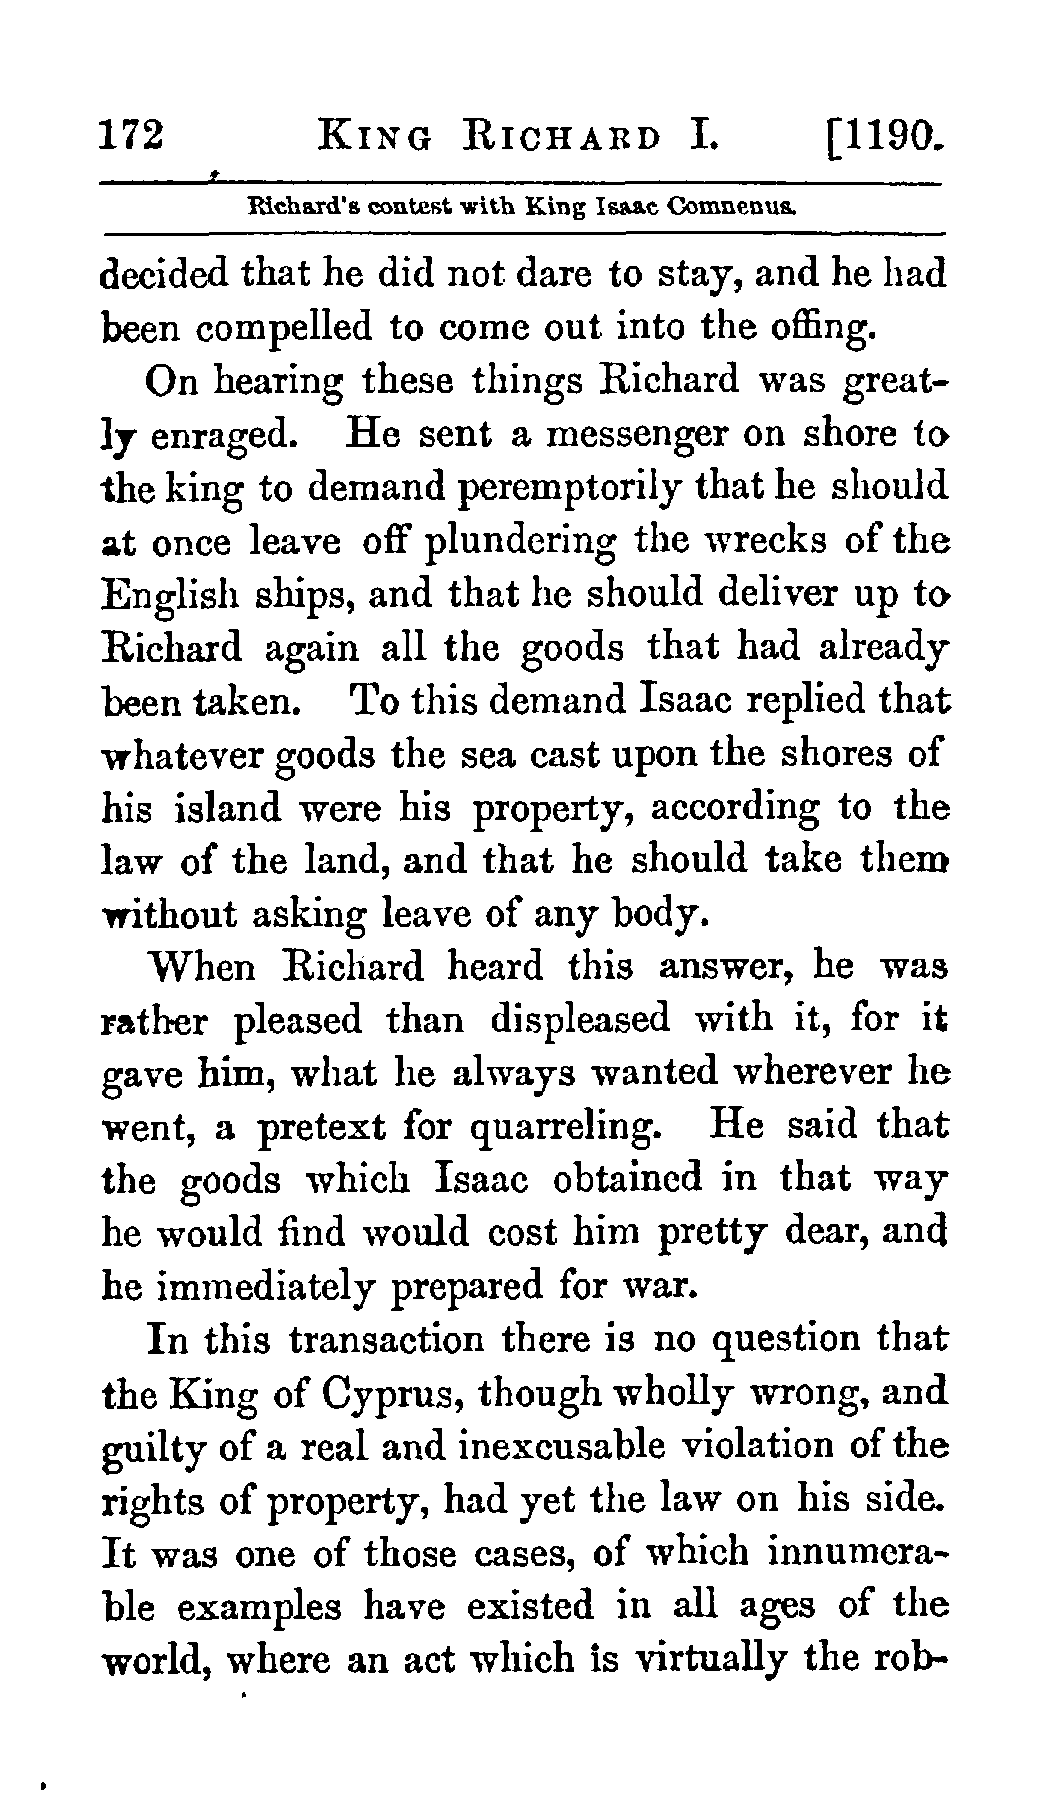 172 KING RICHARD I. [1190.
Richard's contest with King Isaac Comnenus.
decided that he did not dare to stay, and he had
been compelled to come out into the offing.
On hearing these things Richard was great-
ly enraged. He sent a messenger on shore to
the king to demand peremptorily that he should
at once leave off plundering the wrecks of the
English ships, and that he should deliver up to
Richard again all the goods that had already
been taken. To this demand Isaac replied that
whatever goods the sea cast upon the shores of
his island were his property, according to the
law of the land, and that he should take them
without asking leave of any body.
When Richard heard this answer, he was
rather pleased than displeased with it, for it
gave him, what he always wanted wherever he
went, a pretext for quarreling. He said that
the goods which Isaac obtained in that way
he would find would cost him pretty dear, and
he immediately prepared for war.
In this transaction there is no question that
the King of Cyprus, though wholly wrong, and
guilty of a real and inexcusable violation of the
rights of property, had yet the law on his side.
It was one of those cases, of which innumera-
ble examples have existed in all ages of the
world, where an act which is virtually the rob-